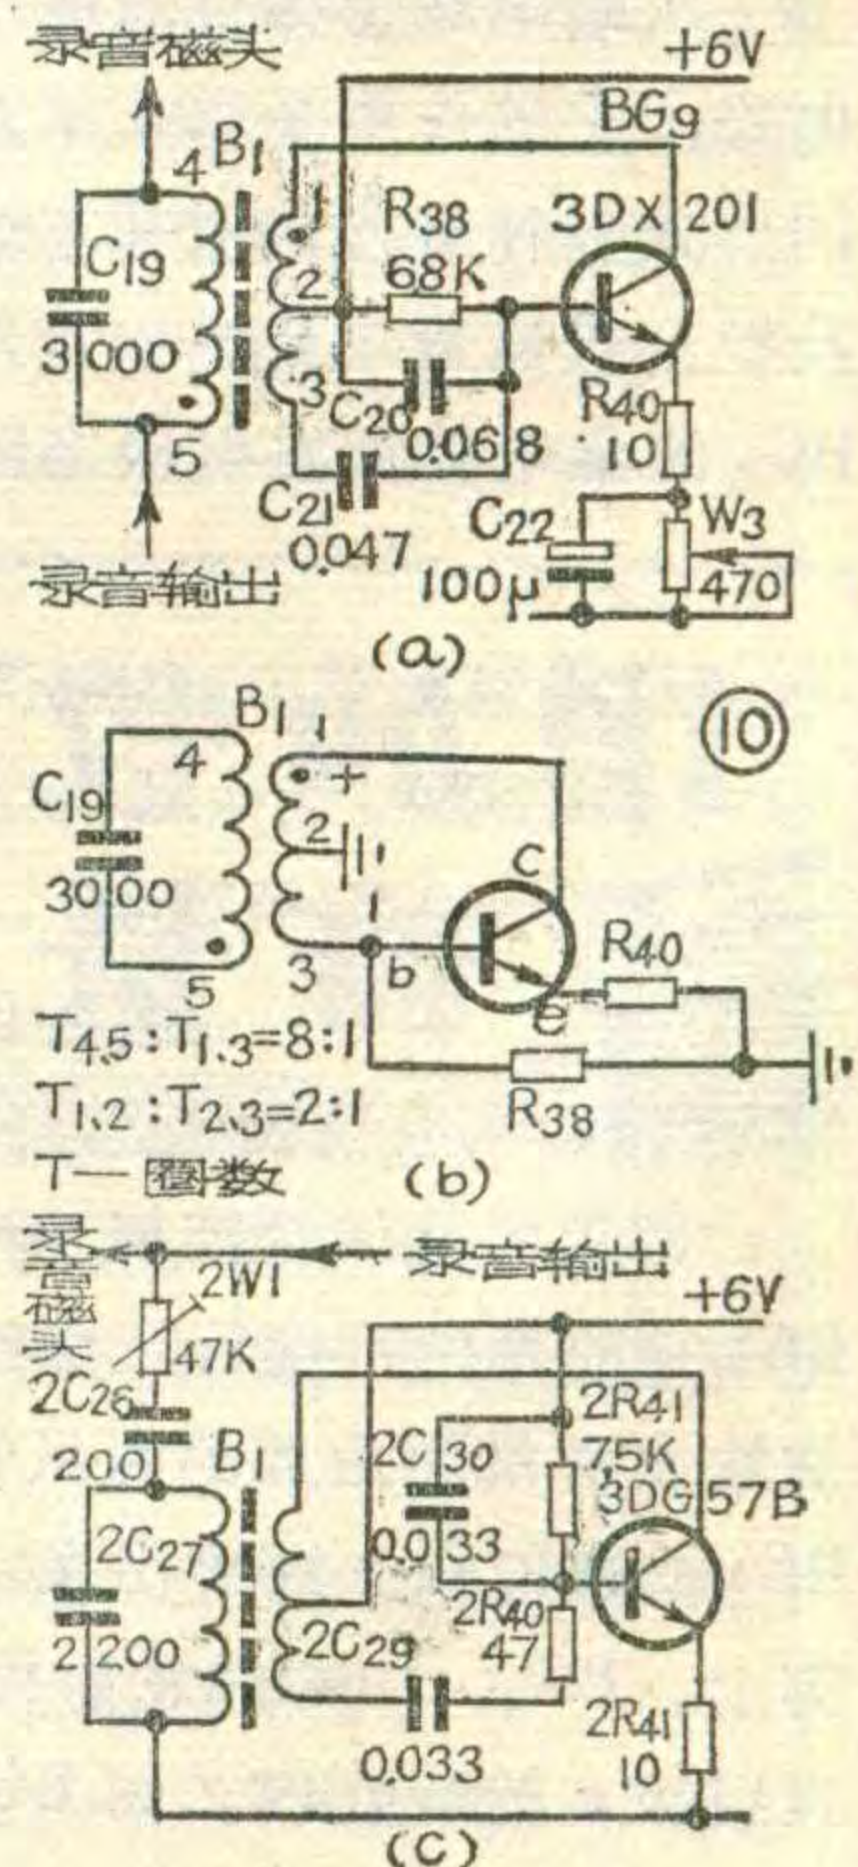 录音磁头
+6V
B1
BG9
4
1
R38
3DX201
C19
2
68K
3000
3
C20
R40
5
0.068
10
C21
C22
W3
0.047
100μ
470
录音输出
(a)
B1
1
10
4
+
C19
2
c
3000
1
R40
5
3
b
e
T4.5:T1.3=8:1
R38
T1.2:T2.3=2:1
T—圈数
(b)
录音磁头
录音输出
2W1
+6V
47K
2C26
2R41
200
B1
2C30
7.5K
3DG57B
2C27
0.033
2R40
2200
2C29
47
2R41
0.033
10
(C)